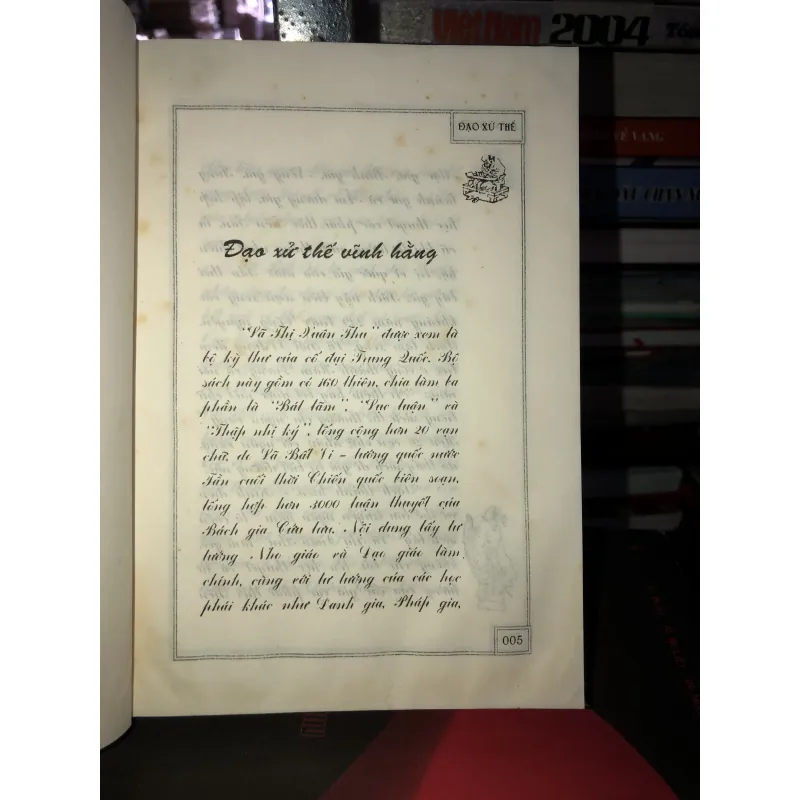 Việt Nam 2004
ĐẠO XỬ THẾ
Đạo xử thế vĩnh hằng
"Lã Thị Xuân Thu" được xem là
bộ kỳ thư của cổ đại Trung Quốc. Bộ
sách này gồm có 160 thiên, chia làm ba
phần là "Bát lãm", "Lục luận" và
"Thập nhị kỷ", tổng cộng hơn 20 vạn
chữ, do Lã Bất Vi – tướng quốc nước
Tần cuối thời Chiến quốc biên soạn,
tổng hợp hơn 3000 luận thuyết của
Bách gia Cửu lưu. Nội dung lấy tư
tưởng Nho giáo và Đạo giáo làm
chính, cùng với tư tưởng của các học
phái khác như Danh gia, Pháp gia,
005